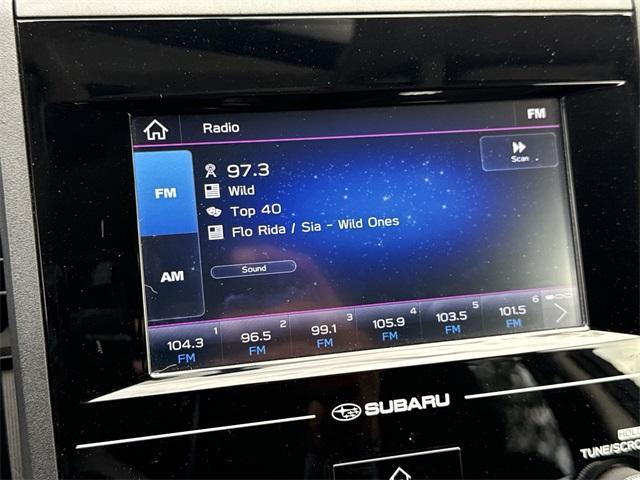 Radio
FM
97.3
Wild
Top 40
Flo Rida / Sia - Wild Ones
Sound
Scan
FM
AM
1 2 3 4 5 6
104.3 96.5 99.1 105.9 103.5 101.5
FM FM FM FM FM FM
SUBARU
HOLD
TUNE/SCRO